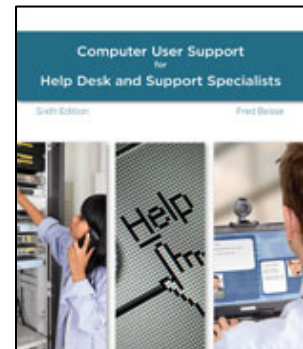 Computer User Support
for
Help Desk and Support Specialists
Sixth Edition Fred Beisse
Help